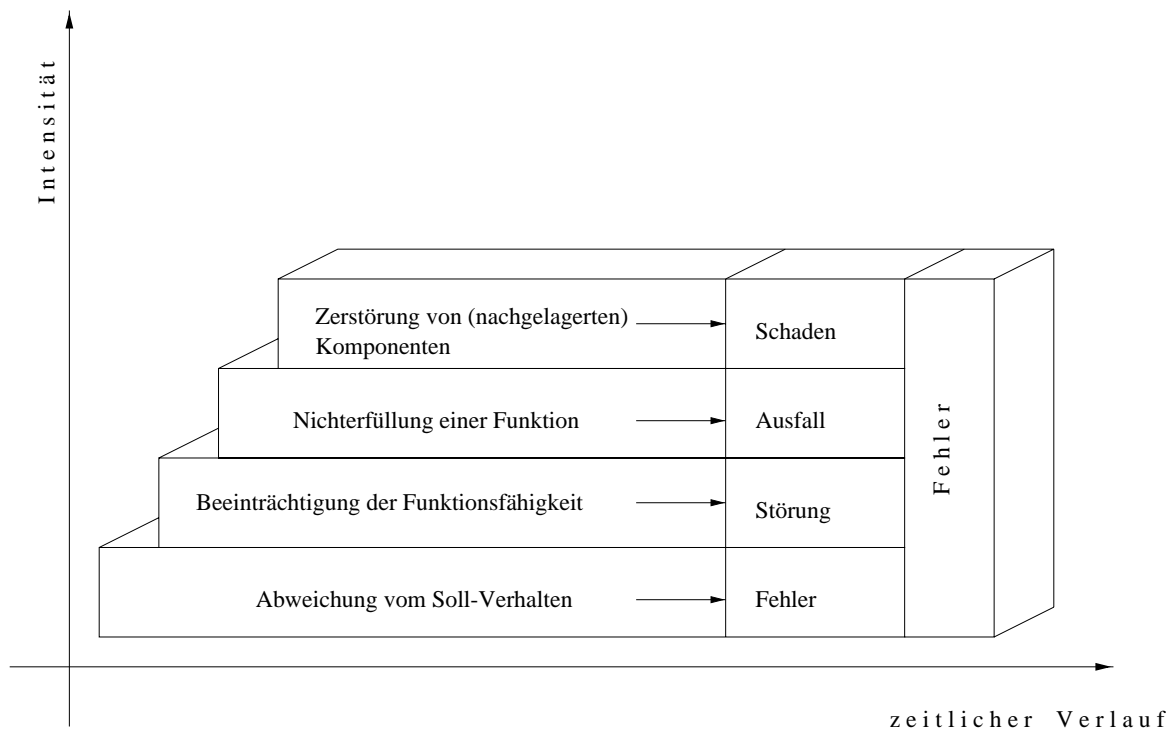 Intensität
Zerstörung von (nachgelagerten)
Komponenten
Schaden
Nichterfüllung einer Funktion
Ausfall
Beeinträchtigung der Funktionsfähigkeit
Störung
Abweichung vom Soll-Verhalten
Fehler
Fehler
zeitlicher Verlauf